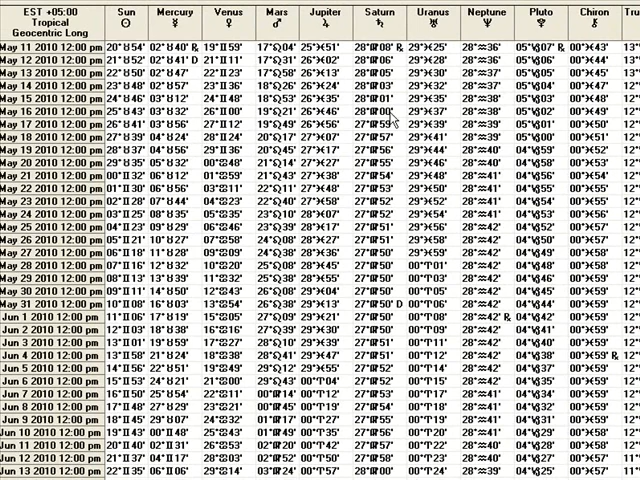 EST +05:00 Sun Mercury Venus Mars Jupiter Saturn Uranus Neptune Pluto Chiron Tru
Tropical ☉ ☿ ♀ ♂ ♃ ♄ ♅ ♆ ♇ ⚷
Geocentric Long
May 11 2010 12:00 pm 20°♉54' 02°♉40' ℞ 19°♊59' 17°♌04' 25°♓51' 28°♍08' ℞ 29°♓25' 28°♒36' 05°♑07' ℞ 00°♓43' 13°
May 12 2010 12:00 pm 21°♉52' 02°♉41' D 21°♊11' 17°♌31' 26°♓02' 28°♍06' 29°♓28' 28°♒36' 05°♑05' 00°♓44' 13°
May 13 2010 12:00 pm 22°♉50' 02°♉47' 22°♊23' 17°♌58' 26°♓13' 28°♍05' 29°♓30' 28°♒37' 05°♑04' 00°♓45' 12°
May 14 2010 12:00 pm 23°♉48' 02°♉57' 23°♊36' 18°♌26' 26°♓24' 28°♍03' 29°♓32' 28°♒37' 05°♑04' 00°♓47' 12°
May 15 2010 12:00 pm 24°♉46' 03°♉12' 24°♊48' 18°♌53' 26°♓35' 28°♍01' 29°♓35' 28°♒38' 05°♑03' 00°♓48' 12°
May 16 2010 12:00 pm 25°♉43' 03°♉32' 26°♊00' 19°♌21' 26°♓46' 28°♍00' 29°♓37' 28°♒38' 05°♑02' 00°♓49' 12°
May 17 2010 12:00 pm 26°♉41' 03°♉56' 27°♊12' 19°♌49' 26°♓56' 27°♍59' 29°♓39' 28°♒39' 05°♑01' 00°♓50' 12°
May 18 2010 12:00 pm 27°♉39' 04°♉24' 28°♊24' 20°♌17' 27°♓07' 27°♍57' 29°♓41' 28°♒39' 05°♑00' 00°♓51' 12°
May 19 2010 12:00 pm 28°♉37' 04°♉56' 29°♊36' 20°♌45' 27°♓17' 27°♍56' 29°♓44' 28°♒40' 04°♑59' 00°♓52' 12°
May 20 2010 12:00 pm 29°♉35' 05°♉32' 00°♋48' 21°♌14' 27°♓27' 27°♍55' 29°♓46' 28°♒40' 04°♑58' 00°♓53' 12°
May 21 2010 12:00 pm 00°♊32' 06°♉12' 01°♋59' 21°♌43' 27°♓38' 27°♍54' 29°♓48' 28°♒41' 04°♑56' 00°♓54' 12°
May 22 2010 12:00 pm 01°♊30' 06°♉56' 03°♋11' 22°♌11' 27°♓48' 27°♍53' 29°♓50' 28°♒41' 04°♑55' 00°♓55' 12°
May 23 2010 12:00 pm 02°♊28' 07°♉44' 04°♋23' 22°♌40' 27°♓58' 27°♍53' 29°♓52' 28°♒41' 04°♑54' 00°♓55' 12°
May 24 2010 12:00 pm 03°♊25' 08°♉35' 05°♋35' 23°♌10' 28°♓07' 27°♍52' 29°♓54' 28°♒41' 04°♑53' 00°♓56' 12°
May 25 2010 12:00 pm 04°♊23' 09°♉29' 06°♋46' 23°♌39' 28°♓17' 27°♍51' 29°♓56' 28°♒42' 04°♑52' 00°♓57' 12°
May 26 2010 12:00 pm 05°♊21' 10°♉27' 07°♋58' 24°♌08' 28°♓27' 27°♍51' 29°♓58' 28°♒42' 04°♑50' 00°♓57' 12°
May 27 2010 12:00 pm 06°♊18' 11°♉28' 09°♋09' 24°♌38' 28°♓36' 27°♍50' 29°♓59' 28°♒42' 04°♑49' 00°♓58' 12°
May 28 2010 12:00 pm 07°♊16' 12°♉32' 10°♋20' 25°♌08' 28°♓45' 27°♍50' 00°♈01' 28°♒42' 04°♑48' 00°♓58' 12°
May 29 2010 12:00 pm 08°♊13' 13°♉39' 11°♋32' 25°♌38' 28°♓55' 27°♍50' 00°♈03' 28°♒42' 04°♑46' 00°♓58' 12°
May 30 2010 12:00 pm 09°♊11' 14°♉50' 12°♋43' 26°♌08' 29°♓04' 27°♍50' 00°♈05' 28°♒42' 04°♑45' 00°♓59' 12°
May 31 2010 12:00 pm 10°♊08' 16°♉03' 13°♋54' 26°♌38' 29°♓13' 27°♍50' D 00°♈06' 28°♒42' 04°♑44' 00°♓59' 12°
Jun 1 2010 12:00 pm 11°♊06' 17°♉19' 15°♋05' 27°♌09' 29°♓21' 27°♍50' 00°♈08' 28°♒42' ℞ 04°♑42' 00°♓59' 12°
Jun 2 2010 12:00 pm 12°♊03' 18°♉38' 16°♋16' 27°♌39' 29°♓30' 27°♍50' 00°♈09' 28°♒42' 04°♑41' 00°♓59' 12°
Jun 3 2010 12:00 pm 13°♊01' 19°♉59' 17°♋27' 28°♌10' 29°♓39' 27°♍51' 00°♈11' 28°♒42' 04°♑40' 00°♓59' 12°
Jun 4 2010 12:00 pm 13°♊58' 21°♉24' 18°♋38' 28°♌41' 29°♓47' 27°♍51' 00°♈12' 28°♒42' 04°♑38' 00°♓59' ℞ 12°
Jun 5 2010 12:00 pm 14°♊56' 22°♉51' 19°♋49' 29°♌12' 29°♓55' 27°♍52' 00°♈14' 28°♒42' 04°♑37' 00°♓59' 12°
Jun 6 2010 12:00 pm 15°♊53' 24°♉21' 21°♋00' 29°♌43' 00°♈04' 27°♍52' 00°♈15' 28°♒42' 04°♑35' 00°♓59' 12°
Jun 7 2010 12:00 pm 16°♊50' 25°♉54' 22°♋11' 00°♍14' 00°♈12' 27°♍53' 00°♈17' 28°♒41' 04°♑34' 00°♓59' 12°
Jun 8 2010 12:00 pm 17°♊48' 27°♉29' 23°♋21' 00°♍45' 00°♈19' 27°♍54' 00°♈18' 28°♒41' 04°♑32' 00°♓59' 12°
Jun 9 2010 12:00 pm 18°♊45' 29°♉07' 24°♋32' 01°♍17' 00°♈27' 27°♍55' 00°♈19' 28°♒41' 04°♑31' 00°♓58' 12°
Jun 10 2010 12:00 pm 19°♊43' 00°♊48' 25°♋43' 01°♍49' 00°♈35' 27°♍56' 00°♈20' 28°♒41' 04°♑29' 00°♓58' 12°
Jun 11 2010 12:00 pm 20°♊40' 02°♊31' 26°♋53' 02°♍20' 00°♈42' 27°♍57' 00°♈22' 28°♒40' 04°♑28' 00°♓58' 12°
Jun 12 2010 12:00 pm 21°♊37' 04°♊17' 28°♋03' 02°♍52' 00°♈50' 27°♍58' 00°♈23' 28°♒40' 04°♑27' 00°♓57' 11°
Jun 13 2010 12:00 pm 22°♊35' 06°♊06' 29°♋14' 03°♍24' 00°♈57' 28°♍00' 00°♈24' 28°♒39' 04°♑25' 00°♓57' 11°